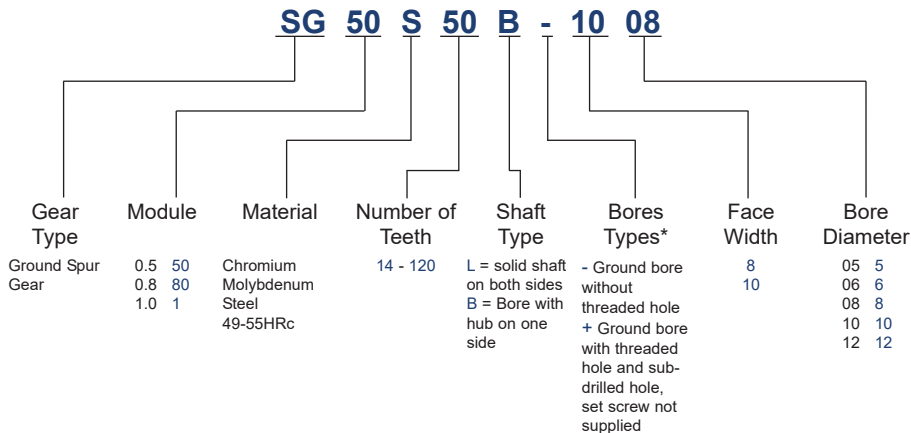 SG 50 S 50 B - 10 08
Gear
Type
Ground Spur
Gear
Module
0.5 50
0.8 80
1.0 1
Material
Chromium
Molybdenum
Steel
49-55HRc
Number of
Teeth
14 - 120
Shaft
Type
L = solid shaft
on both sides
B = Bore with
hub on one
side
Bores
Types*
- Ground bore
without
threaded hole
+ Ground bore
with threaded
hole and sub-
drilled hole,
set screw not
supplied
Face
Width
8
10
Bore
Diameter
05 5
06 6
08 8
10 10
12 12